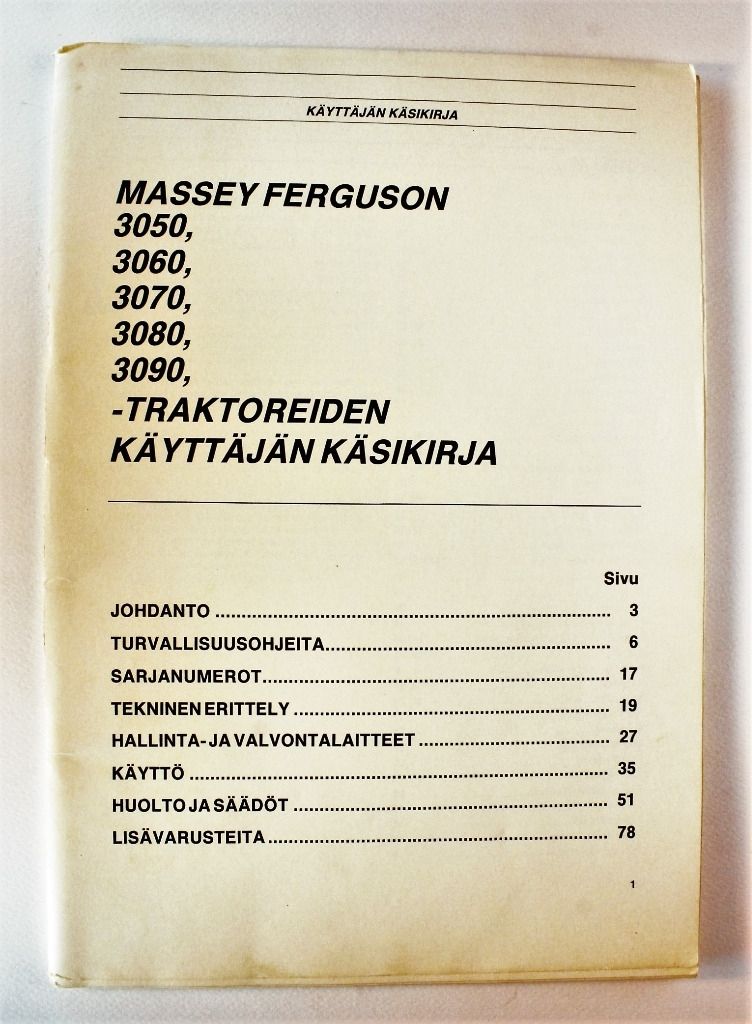 KÄYTTÄJÄN KÄSIKIRJA
MASSEY FERGUSON
3050,
3060,
3070,
3080,
3090,
-TRAKTOREIDEN
KÄYTTÄJÄN KÄSIKIRJA
Sivu
JOHDANTO ........................................ 3
TURVALLISUUSOHJEITA ........................................ 6
SARJANUMEROT ........................................ 17
TEKNINEN ERITTELY ........................................ 19
HALLINTA- JA VALVONTALAITTEET ........................................ 27
KÄYTTÖ ........................................ 35
HUOLTO JA SÄÄDÖT ........................................ 51
LISÄVARUSTEITA ........................................ 78
1